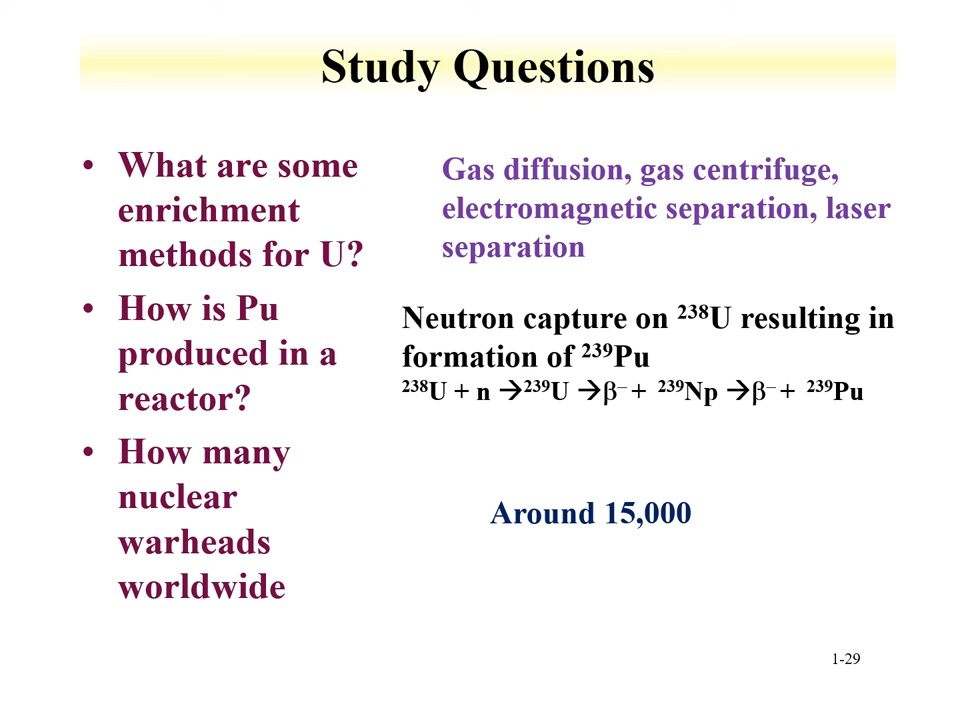 Study Questions
• What are some
enrichment
methods for U?
Gas diffusion, gas centrifuge,
electromagnetic separation, laser
separation
• How is Pu
produced in a
reactor?
Neutron capture on ²³⁸U resulting in
formation of ²³⁹Pu
²³⁸U + n →²³⁹U →β⁻ + ²³⁹Np →β⁻ + ²³⁹Pu
• How many
nuclear
warheads
worldwide
Around 15,000
1-29